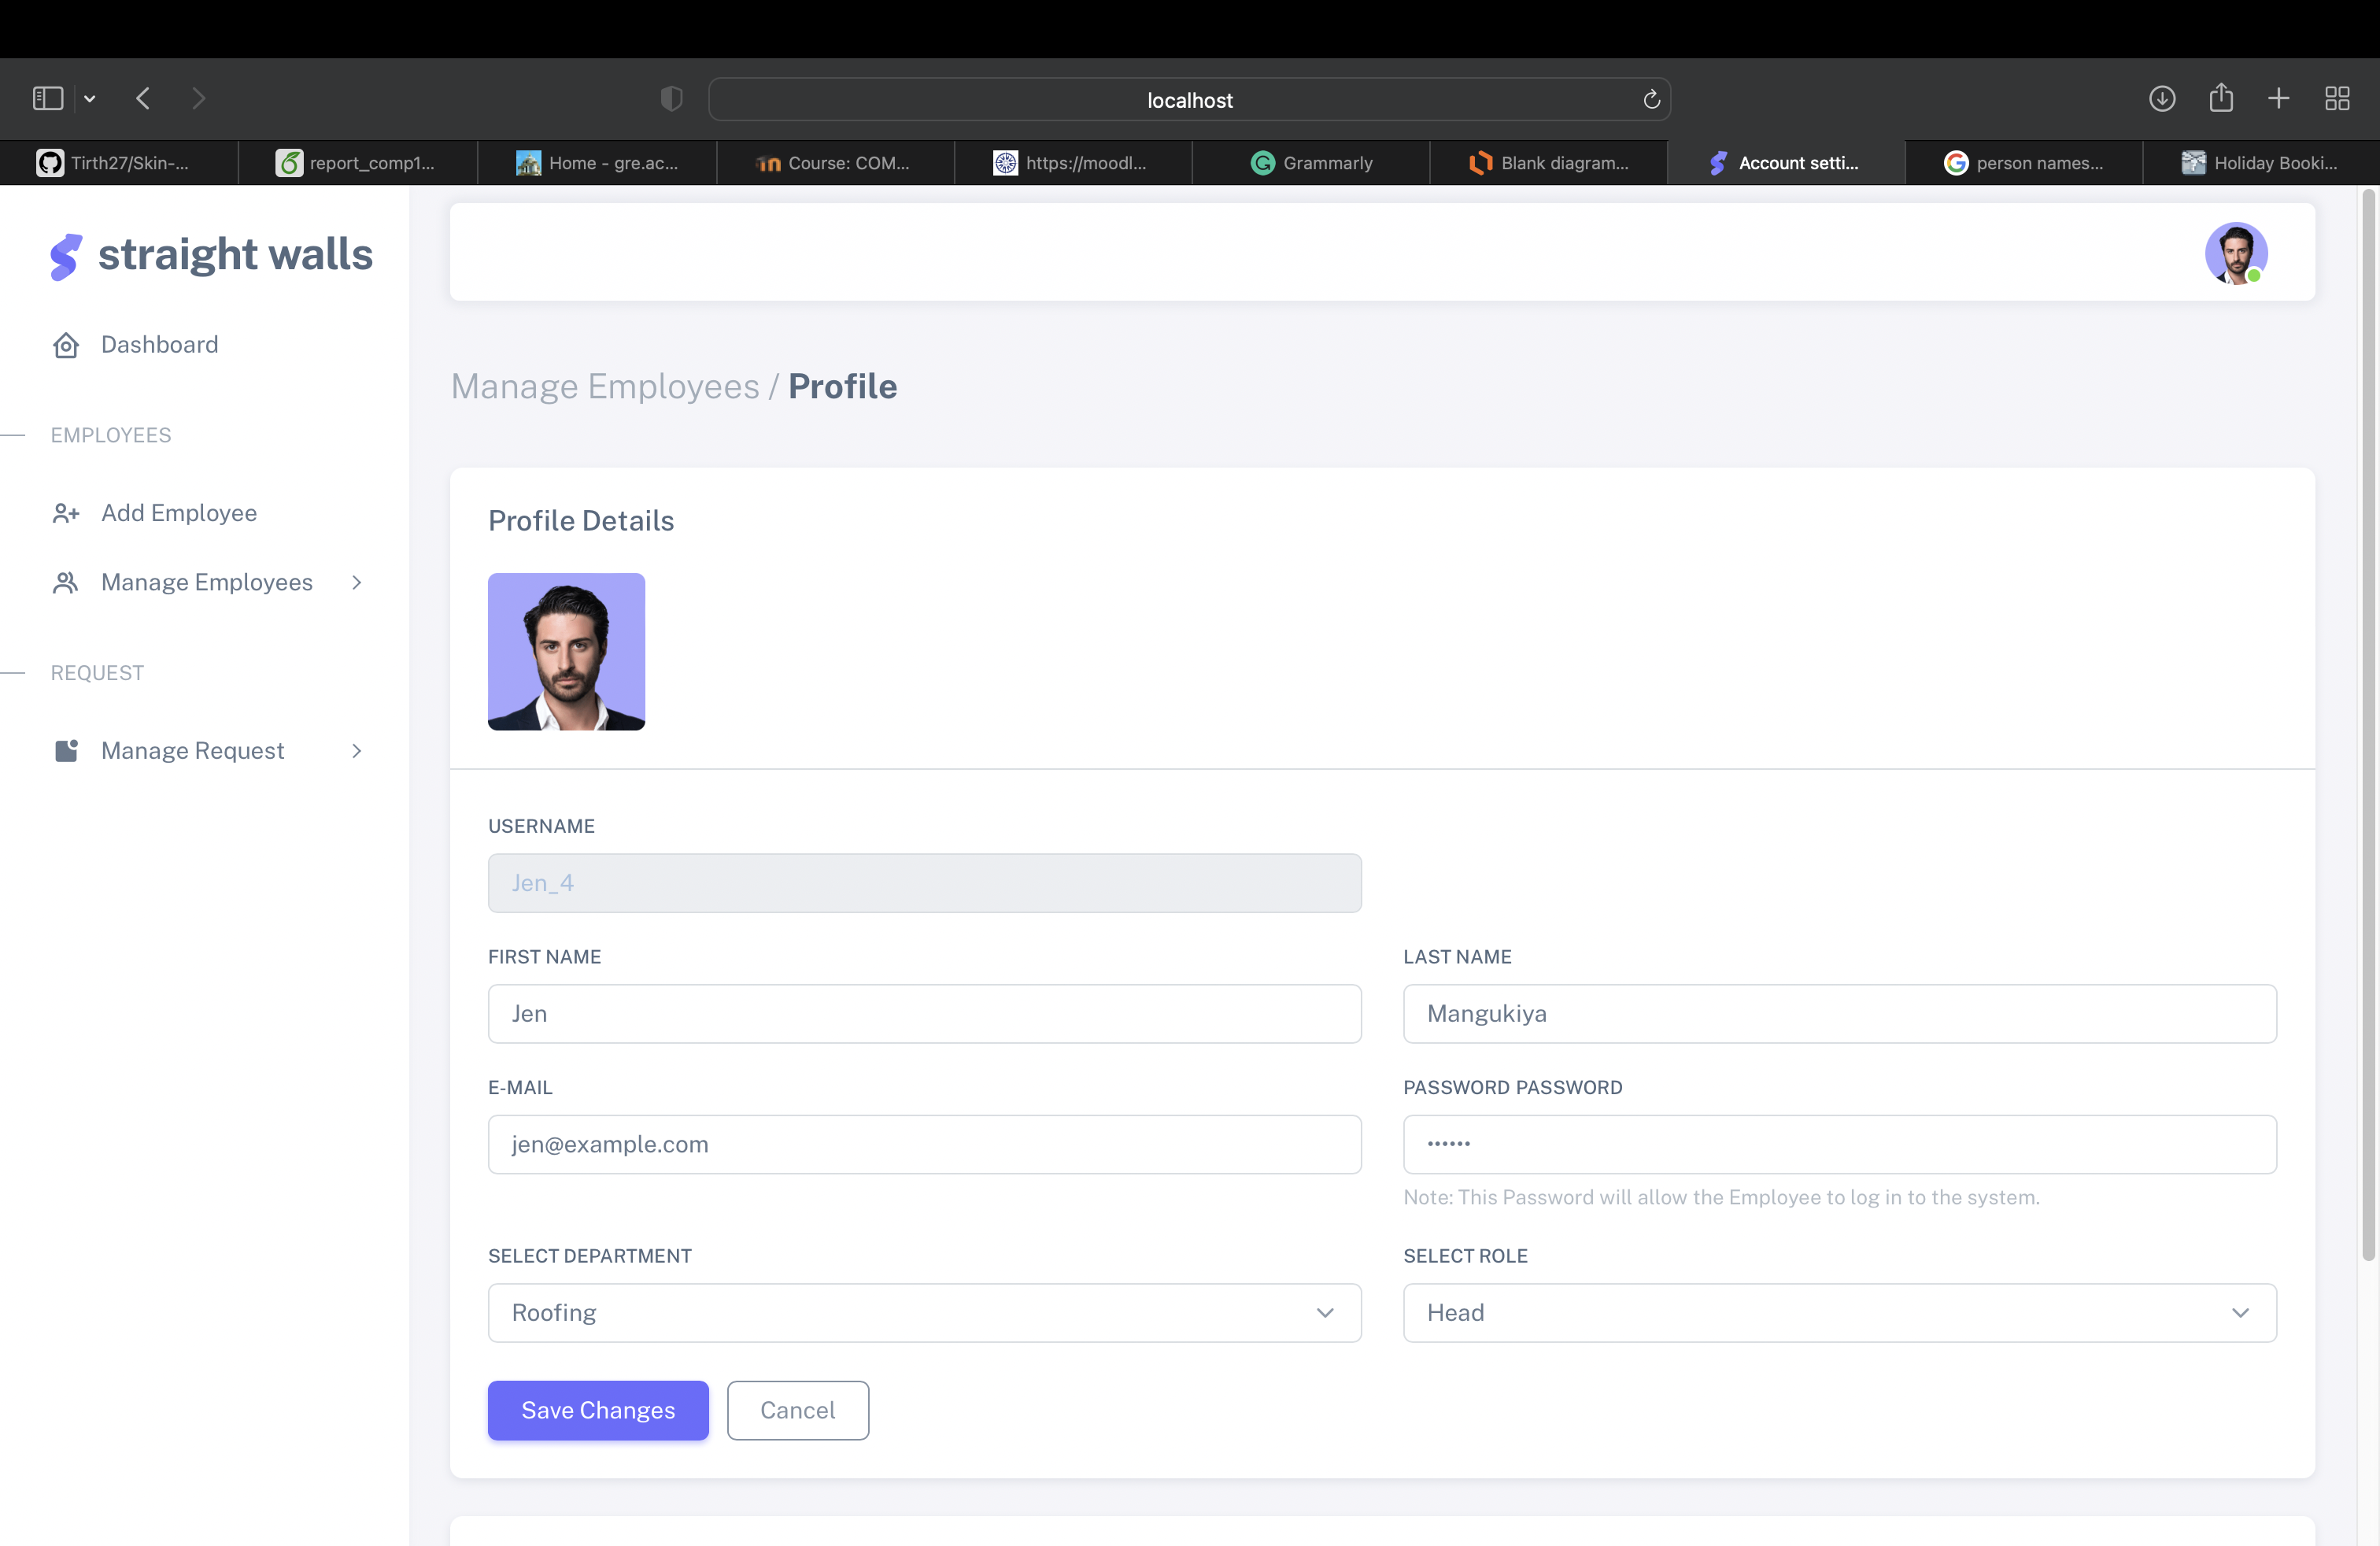 localhost
Tirth27/Skin-...
report_comp1...
Home - gre.ac...
Course: COM...
https://moodl...
Grammarly
Blank diagram...
Account setti...
person names...
Holiday Booki...
straight walls
Dashboard
EMPLOYEES
Add Employee
Manage Employees
REQUEST
Manage Request
Manage Employees / Profile
Profile Details
USERNAME
Jen_4
FIRST NAME
LAST NAME
Jen
Mangukiya
E-MAIL
PASSWORD PASSWORD
jen@example.com
••••••
Note: This Password will allow the Employee to log in to the system.
SELECT DEPARTMENT
SELECT ROLE
Roofing
Head
Save Changes
Cancel